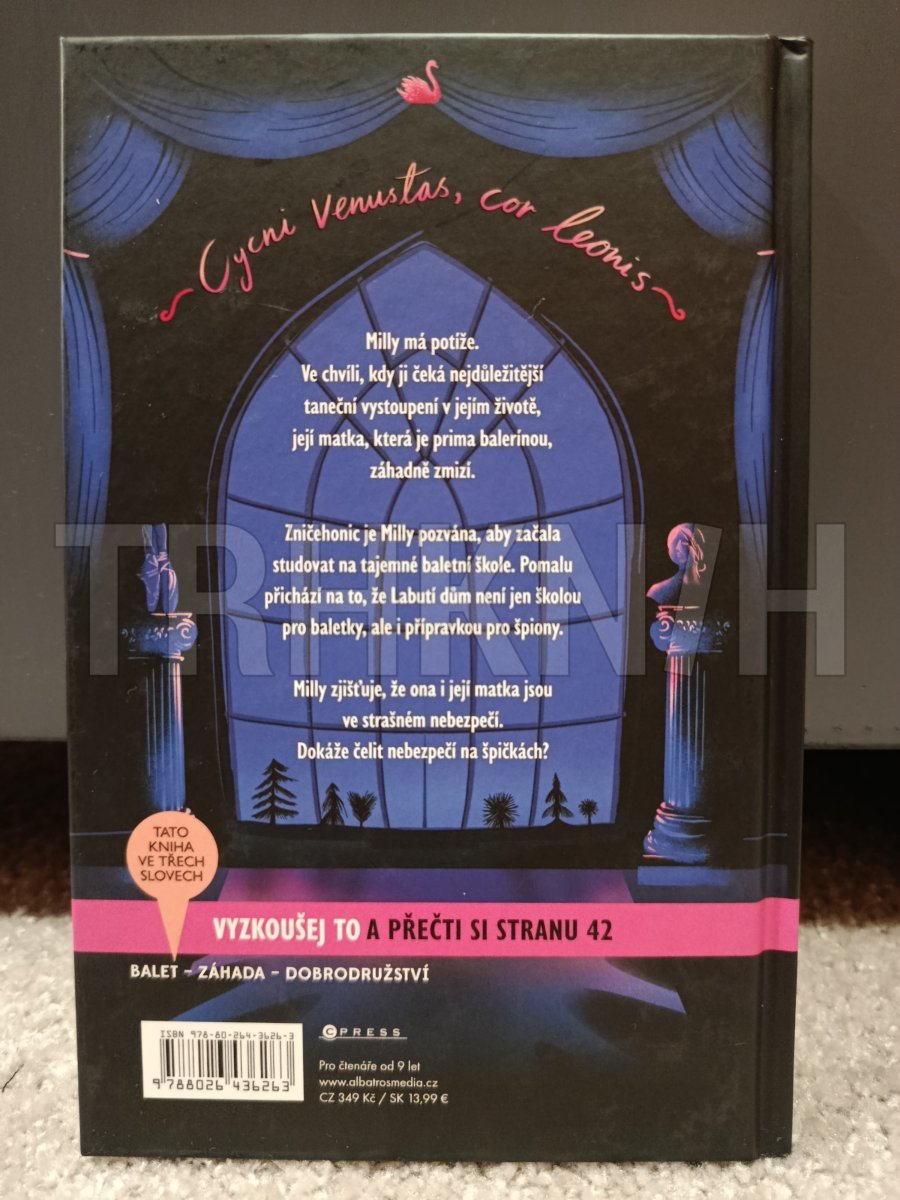 Cycni venustas, cor leonis
Milly má potíže.
Ve chvíli, kdy ji čeká nejdůležitější
taneční vystoupení v jejím životě,
její matka, která je prima balerínou,
záhadně zmizí.
Zničehonic je Milly pozvána, aby začala
studovat na tajemné baletní škole. Pomalu
přichází na to, že Labutí dům není jen školou
pro baletky, ale i přípravkou pro špiony.
Milly zjišťuje, že ona i její matka jsou
ve strašném nebezpečí.
Dokáže čelit nebezpečí na špičkách?
TATO
KNIHA
VE TŘECH
SLOVECH
VYZKOUŠEJ TO A PŘEČTI SI STRANU 42
BALET – ZÁHADA – DOBRODRUŽSTVÍ
ISBN 978-80-264-3626-3
9 788026 436263
CPRESS
Pro čtenáře od 9 let
www.albatrosmedia.cz
CZ 349 Kč / SK 13,99 €